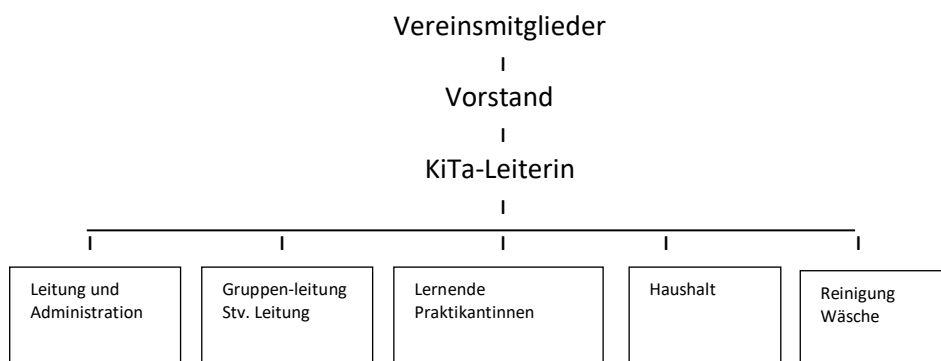 Vereinsmitglieder
Vorstand
KiTa-Leiterin
Leitung und
Administration
Gruppen-leitung
Stv. Leitung
Lernende
Praktikantinnen
Haushalt
Reinigung
Wäsche